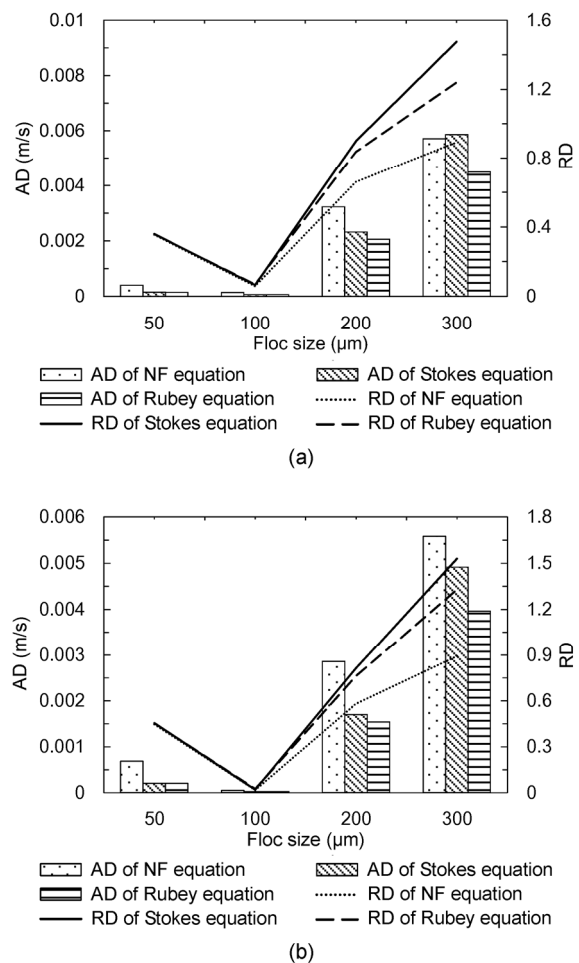 (a)
0.01
0.008
0.006
0.004
0.002
0
AD (m/s)
1.6
1.2
0.8
0.4
0
RD
50 100 200 300
Floc size (μm)
AD of NF equation AD of Stokes equation
AD of Rubey equation RD of NF equation
RD of Stokes equation RD of Rubey equation
(a)
0.006
0.005
0.004
0.003
0.002
0.001
0
AD (m/s)
1.8
1.5
1.2
0.9
0.6
0.3
0
RD
50 100 200 300
Floc size (μm)
AD of NF equation AD of Stokes equation
AD of Rubey equation RD of NF equation
RD of Stokes equation RD of Rubey equation
(b)